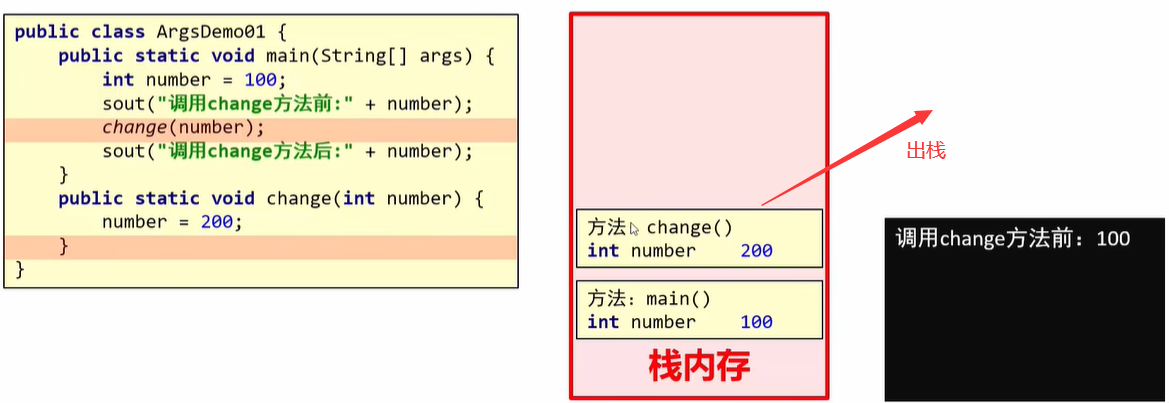 public class ArgsDemo01 {
public static void main(String[] args) {
int number = 100;
sout("调用change方法前:" + number);
change(number);
sout("调用change方法后:" + number);
}
public static void change(int number) {
number = 200;
}
}
方法：change()
int number 200
方法：main()
int number 100
栈内存
出栈
调用change方法前：100